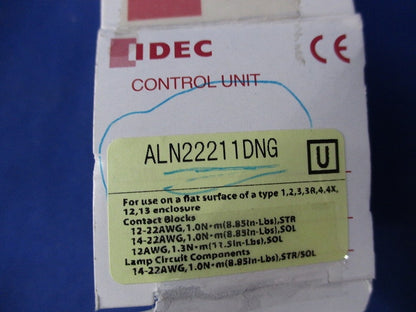 IDEC
CE
CONTROL UNIT
ALN22211DNG
U
For use on a flat surface of a type 1,2,3,3R,4,4X,
12,13 enclosure
Contact Blocks
12-22AWG,1.0N·m(8.85in-Lbs),STR
14-22AWG,1.0N·m(8.85in-Lbs),SOL
12AWG,1.3N·m(11.5in-Lbs),SOL
Lamp Circuit Components
14-22AWG,1.0N·m(8.85in-Lbs),STR/SOL